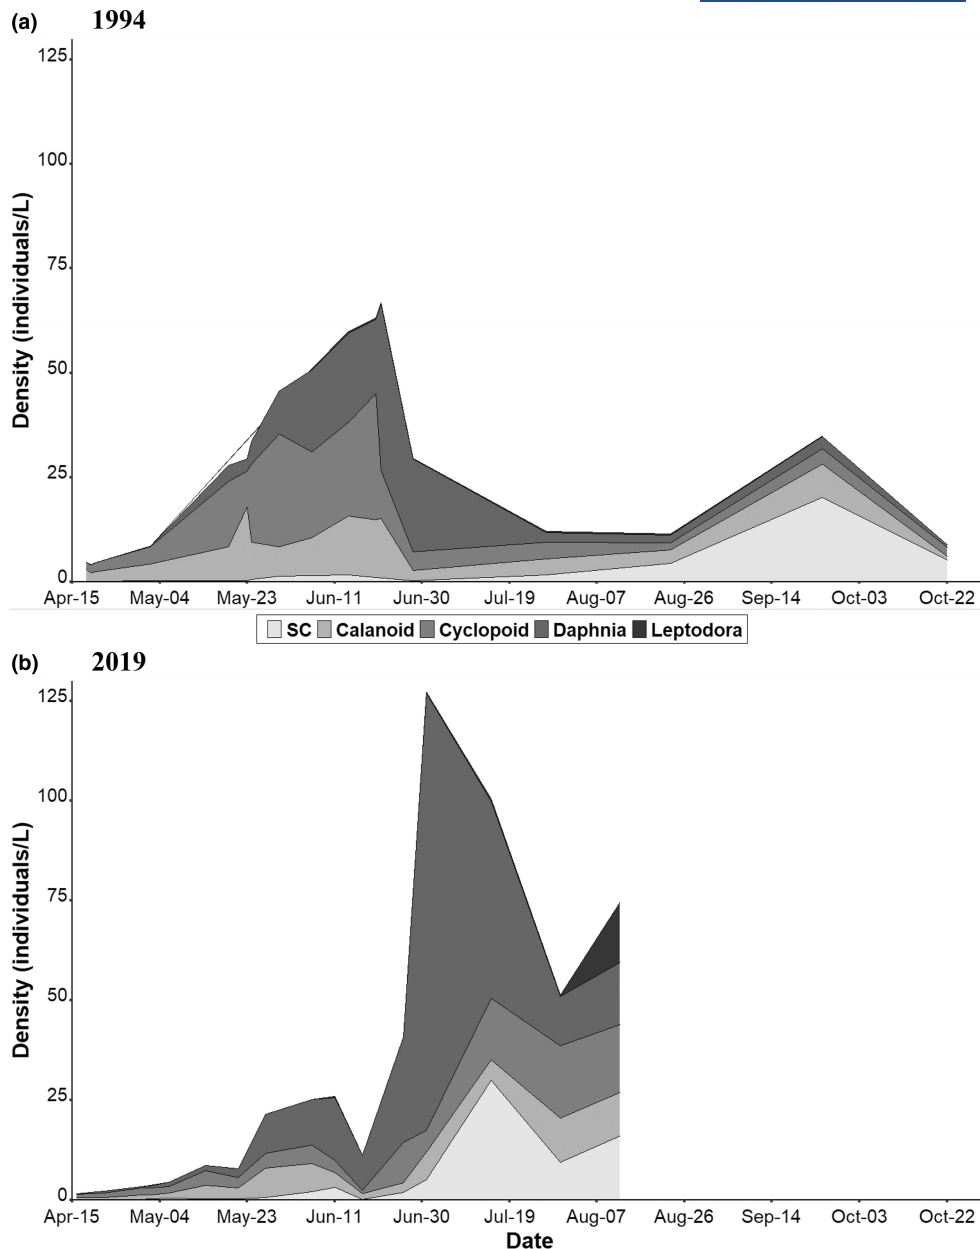 (a) 1994
125
100
75
50
25
0
Density (individuals/L)
Apr-15 May-04 May-23 Jun-11 Jun-30 Jul-19 Aug-07 Aug-26 Sep-14 Oct-03 Oct-22
SC Calanoid Cyclopoid Daphnia Leptodora
(b) 2019
125
100
75
50
25
0
Density (individuals/L)
Apr-15 May-04 May-23 Jun-11 Jun-30 Jul-19 Aug-07 Aug-26 Sep-14 Oct-03 Oct-22
Date